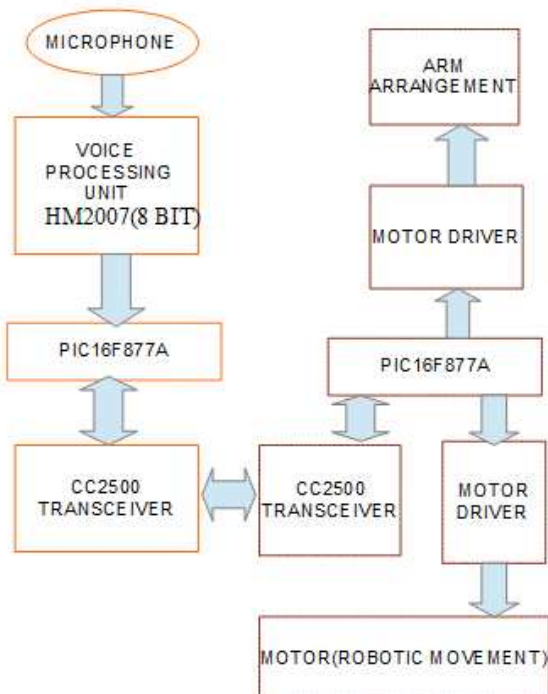 MICROPHONE
VOICE
PROCESSING
UNIT
HM2007(8 BIT)
PIC16F877A
CC2500
TRANSCEIVER
CC2500
TRANSCEIVER
ARM
ARRANGEMENT
MOTOR DRIVER
PIC16F877A
MOTOR
DRIVER
MOTOR(ROBOTIC MOVEMENT)